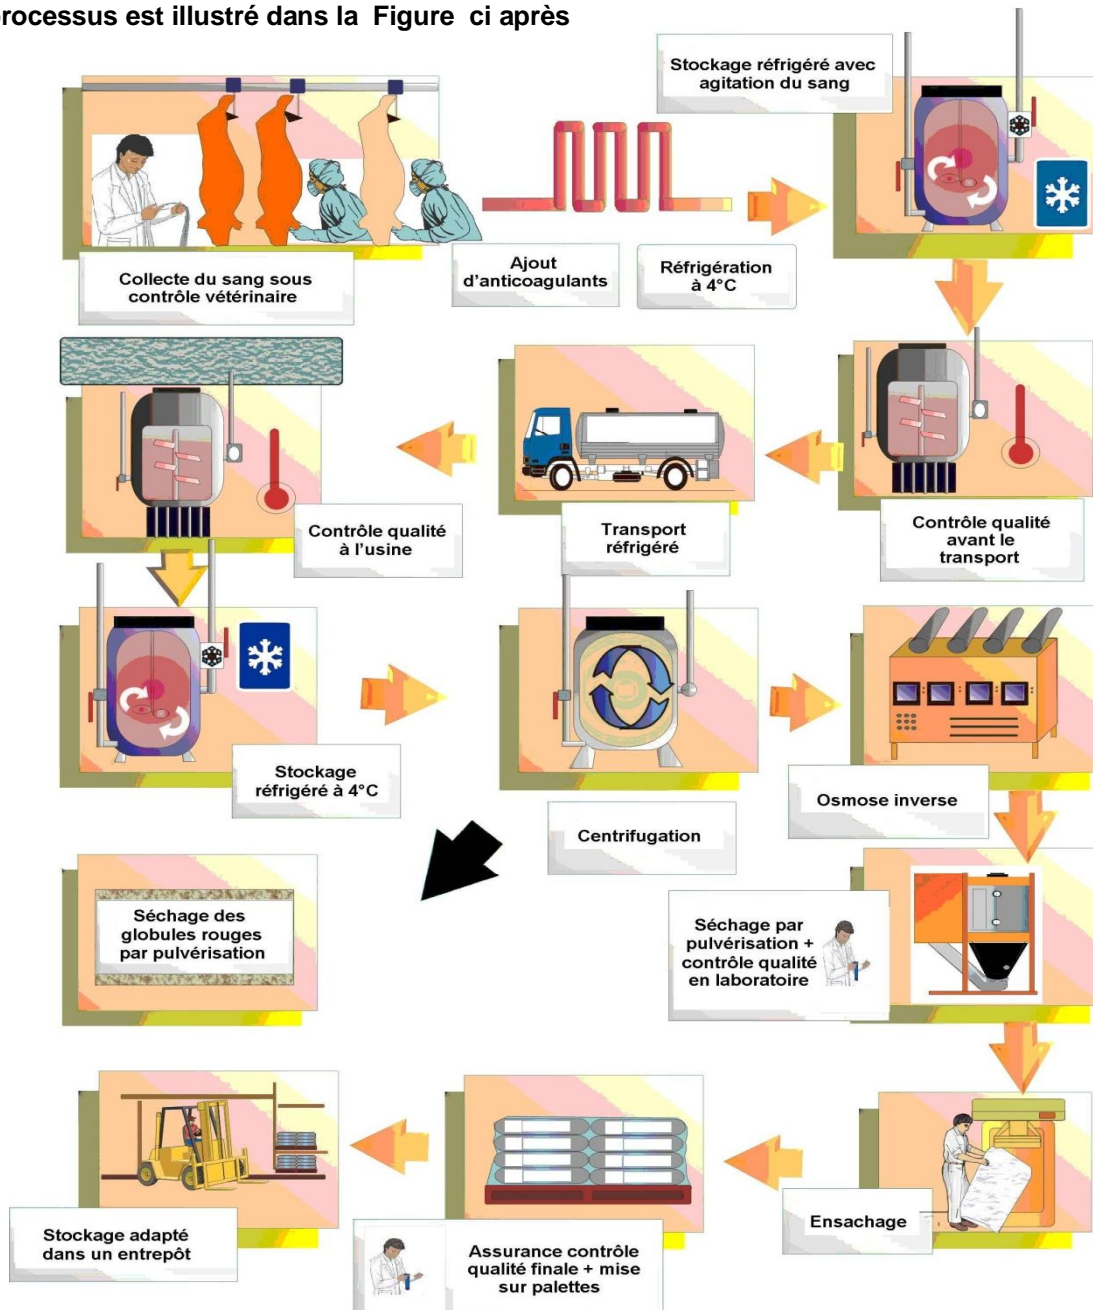 processus est illustré dans la Figure ci après
Stockage réfrigéré avec
agitation du sang
Collecte du sang sous
contrôle vétérinaire
Ajout
d'anticoagulants
Réfrigération
à 4°C
Contrôle qualité
à l'usine
Transport
réfrigéré
Contrôle qualité
avant le
transport
Stockage
réfrigéré à 4°C
Centrifugation
Osmose inverse
Séchage des
globules rouges
par pulvérisation
Séchage par
pulvérisation +
contrôle qualité
en laboratoire
Stockage adapté
dans un entrepôt
Assurance contrôle
qualité finale + mise
sur palettes
Ensachage